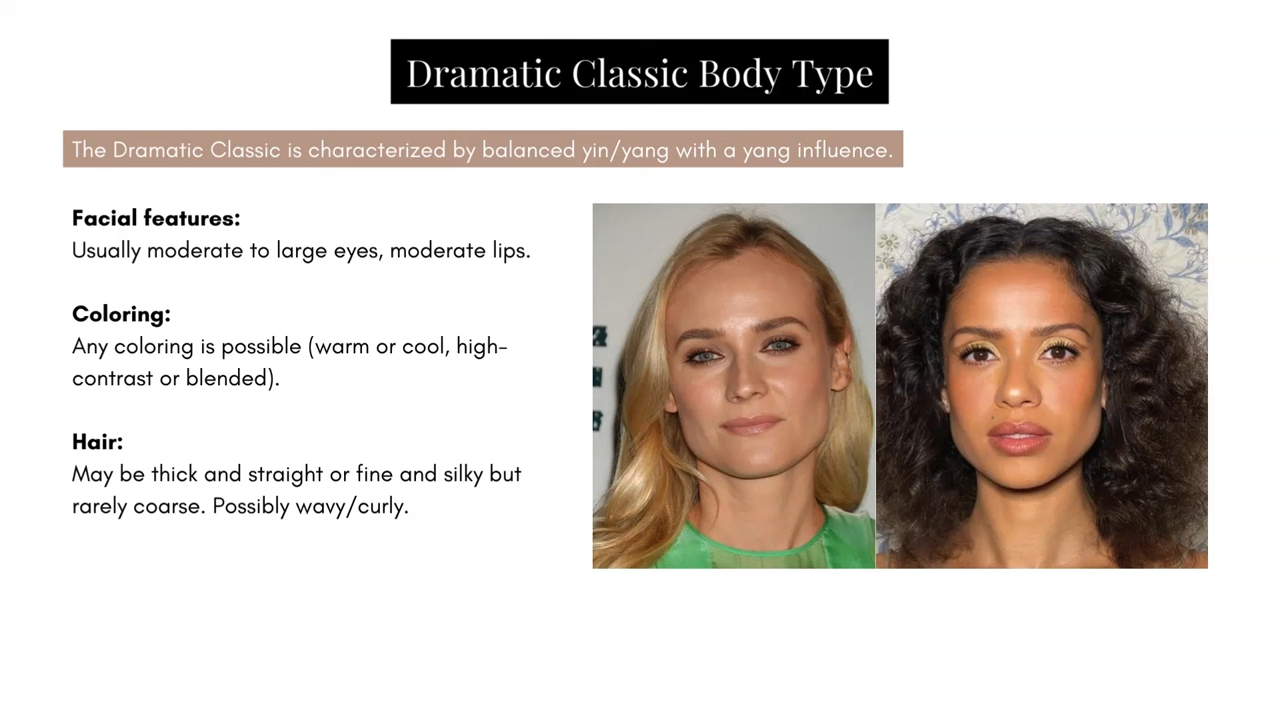 Dramatic Classic Body Type
The Dramatic Classic is characterized by balanced yin/yang with a yang influence.
Facial features:
Usually moderate to large eyes, moderate lips.
Coloring:
Any coloring is possible (warm or cool, high-
contrast or blended).
Hair:
May be thick and straight or fine and silky but
rarely coarse. Possibly wavy/curly.